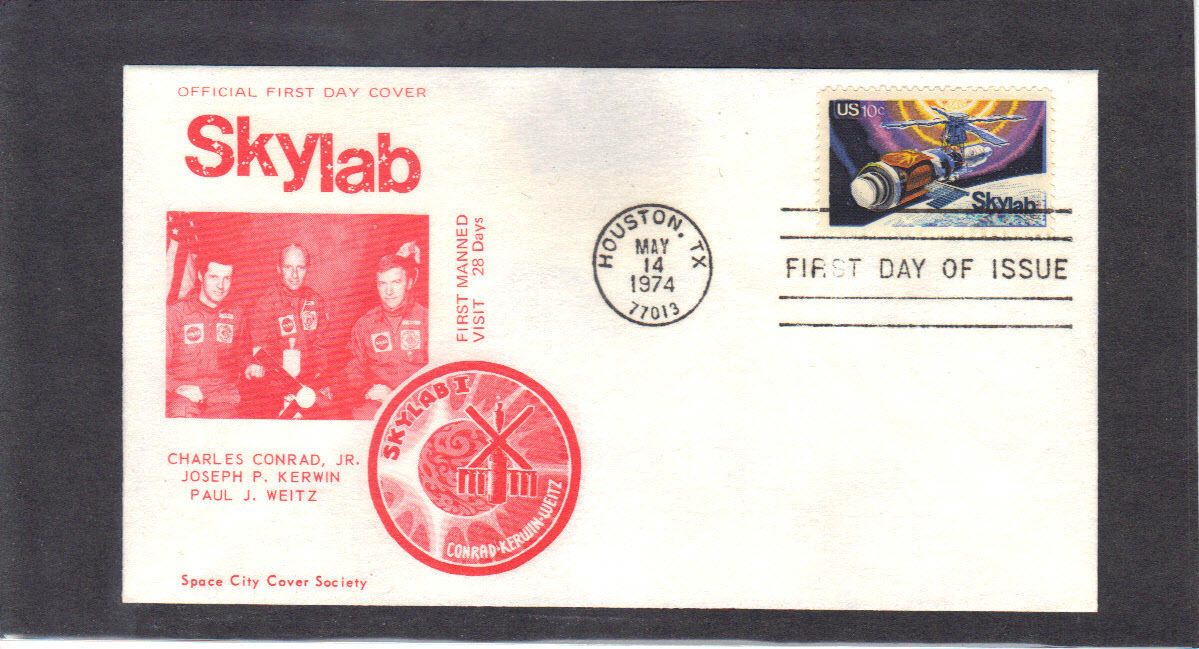 OFFICIAL FIRST DAY COVER
Skylab
FIRST MANNED
VISIT 28 Days
SKYLAB I
CONRAD·KERWIN·WEITZ
CHARLES CONRAD, JR.
JOSEPH P. KERWIN
PAUL J. WEITZ
Space City Cover Society
HOUSTON, TX
MAY
14
1974
77013
US 10c
Skylab
FIRST DAY OF ISSUE